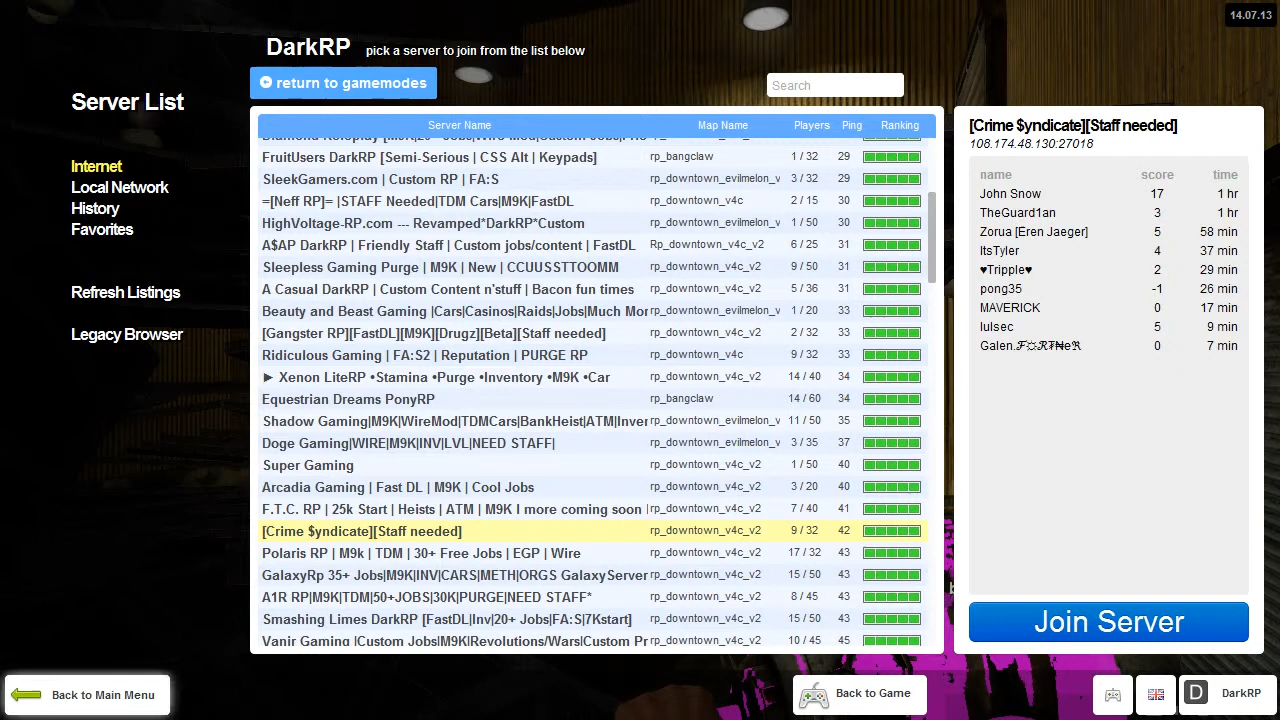 14.07.13
DarkRP pick a server to join from the list below
return to gamemodes
Search
Server List
Internet
Local Network
History
Favorites
Refresh Listings
Legacy Browser
Server Name Map Name Players Ping Ranking
FruitUsers DarkRP [Semi-Serious | CSS Alt | Keypads] rp_bangclaw 1 / 32 29
SleekGamers.com | Custom RP | FA:S rp_downtown_evilmelon_v 3 / 32 29
=[Neff RP]= |STAFF Needed|TDM Cars|M9K|FastDL rp_downtown_v4c 2 / 15 30
HighVoltage-RP.com --- Revamped*DarkRP*Custom rp_downtown_evilmelon_v 1 / 50 30
A$AP DarkRP | Friendly Staff | Custom jobs/content | FastDL Rp_downtown_v4c_v2 6 / 25 31
Sleepless Gaming Purge | M9K | New | CCUUSSTTOOMM rp_downtown_v4c_v2 9 / 50 31
A Casual DarkRP | Custom Content n'stuff | Bacon fun times rp_downtown_v4c_v2 5 / 36 31
Beauty and Beast Gaming |Cars|Casinos|Raids|Jobs|Much Mor rp_downtown_evilmelon_v 1 / 20 33
[Gangster RP][FastDL][M9K][Drugz][Beta][Staff needed] rp_downtown_v4c_v2 2 / 32 33
Ridiculous Gaming | FA:S2 | Reputation | PURGE RP rp_downtown_v4c 9 / 32 33
► Xenon LiteRP •Stamina •Purge •Inventory •M9K •Car rp_downtown_v4c_v2 14 / 40 34
Equestrian Dreams PonyRP rp_bangclaw 14 / 60 34
Shadow Gaming|M9K|WireMod|TDMCars|BankHeist|ATM|Inver rp_downtown_evilmelon_v 11 / 50 35
Doge Gaming|WIRE|M9K|INV|LVL|NEED STAFF| rp_downtown_evilmelon_v 3 / 35 37
Super Gaming rp_downtown_v4c_v2 1 / 50 40
Arcadia Gaming | Fast DL | M9K | Cool Jobs rp_downtown_v4c_v2 3 / 20 40
F.T.C. RP | 25k Start | Heists | ATM | M9K I more coming soon | rp_downtown_v4c_v2 7 / 40 41
[Crime $yndicate][Staff needed] rp_downtown_v4c_v2 9 / 32 42
Polaris RP | M9k | TDM | 30+ Free Jobs | EGP | Wire rp_downtown_v4c_v2 17 / 32 43
GalaxyRp 35+ Jobs|M9K|INV|CARS|METH|ORGS GalaxyServer rp_downtown_v4c_v2 15 / 50 43
A1R RP|M9K|TDM|50+JOBS|30K|PURGE|NEED STAFF* rp_downtown_v4c_v2 8 / 45 43
Smashing Limes DarkRP [FastDL|Inv|20+ Jobs|FA:S|7Kstart] rp_downtown_v4c_v2 15 / 50 43
Vanir Gaming |Custom Jobs|M9K|Revolutions/Wars|Custom Pr rp_downtown_v4c_v2 10 / 45 45
[Crime $yndicate][Staff needed]
108.174.48.130:27018
name score time
John Snow 17 1 hr
TheGuard1an 3 1 hr
Zorua [Eren Jaeger] 5 58 min
ItsTyler 4 37 min
♥Tripple♥ 2 29 min
pong35 -1 26 min
MAVERICK 0 17 min
lulsec 5 9 min
0 7 min
Join Server
Back to Main Menu
Back to Game
D DarkRP